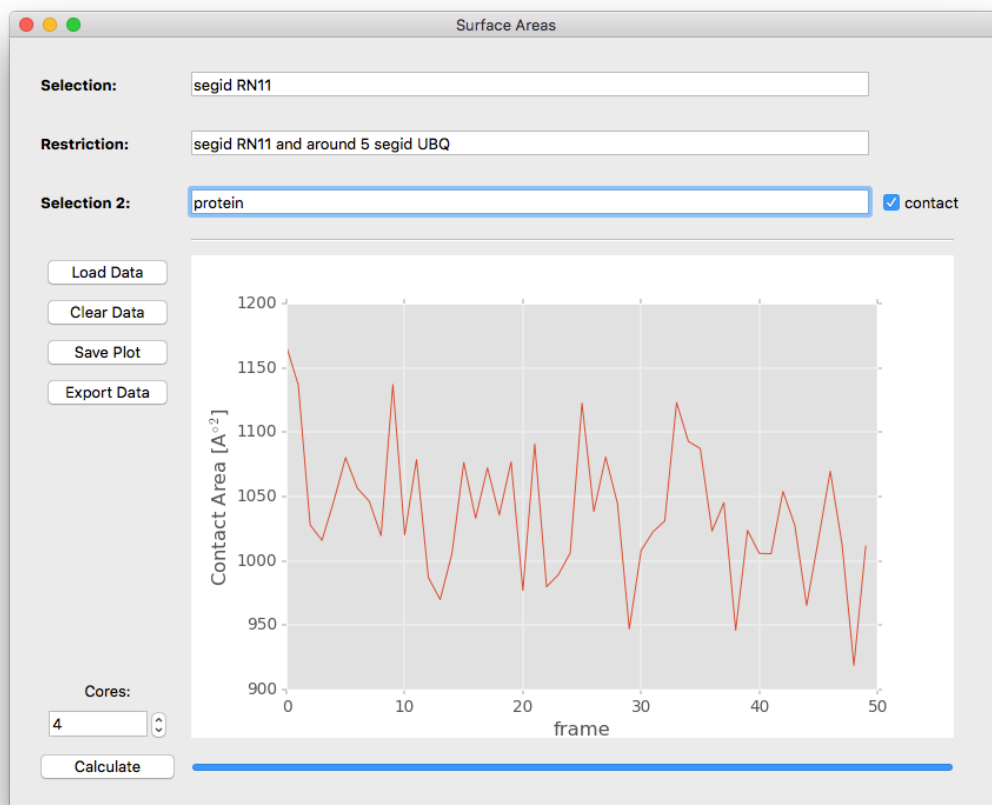 Surface Areas
Selection: segid RN11
Restriction: segid RN11 and around 5 segid UBQ
Selection 2: protein contact
Load Data
Clear Data
Save Plot
Export Data
1200
1150
1100
1050
1000
950
900
Contact Area [A°²]
0 10 20 30 40 50
frame
Cores:
4
Calculate